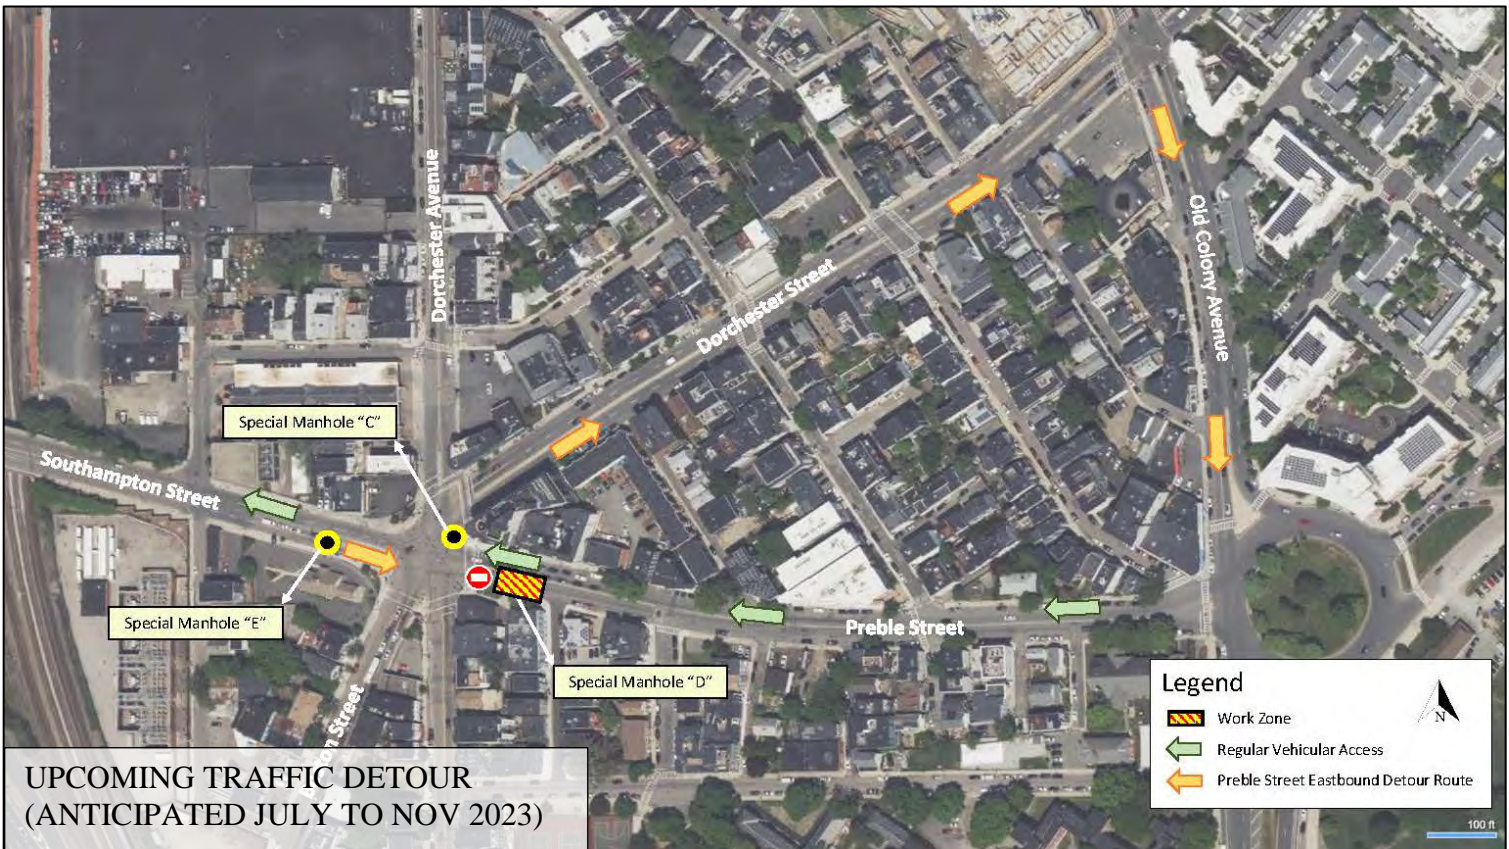 Dorchester Avenue
Old Colony Avenue
Dorchester Street
Special Manhole "C"
Southampton Street
Special Manhole "E"
Preble Street
Special Manhole "D"
Street
Legend
Work Zone
N
Regular Vehicular Access
Preble Street Eastbound Detour Route
UPCOMING TRAFFIC DETOUR
(ANTICIPATED JULY TO NOV 2023)
100 ft